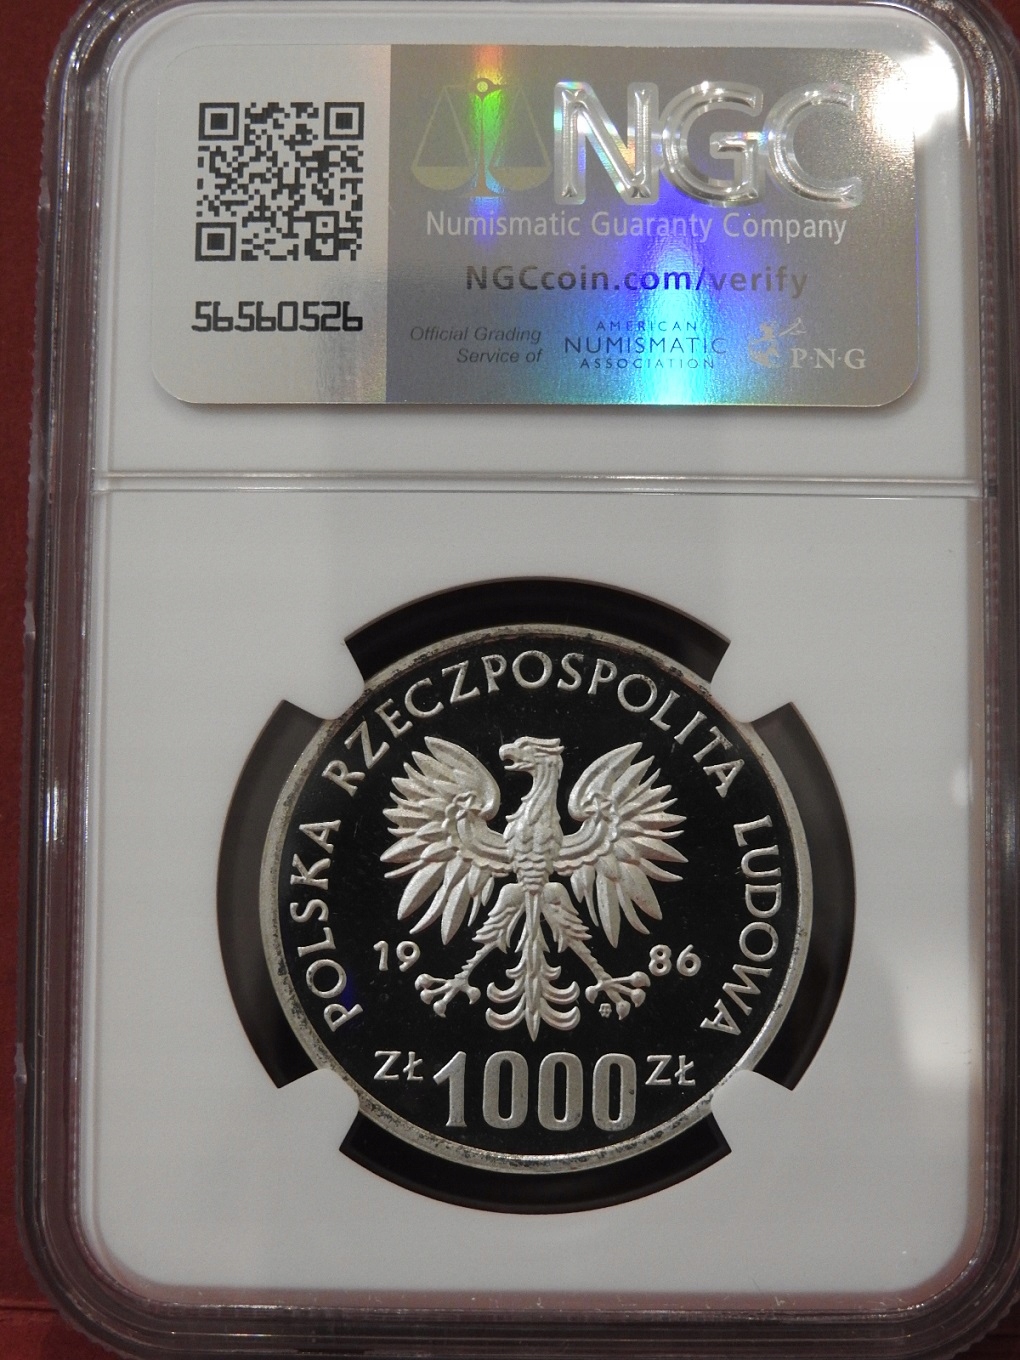 NGC
Numismatic Guaranty Company
NGCcoin.com/verify
56560526
Official Grading
Service of
AMERICAN
NUMISMATIC
ASSOCIATION
P·N·G
POLSKA RZECZPOSPOLITA LUDOWA
19 86
ZŁ 1000 ZŁ